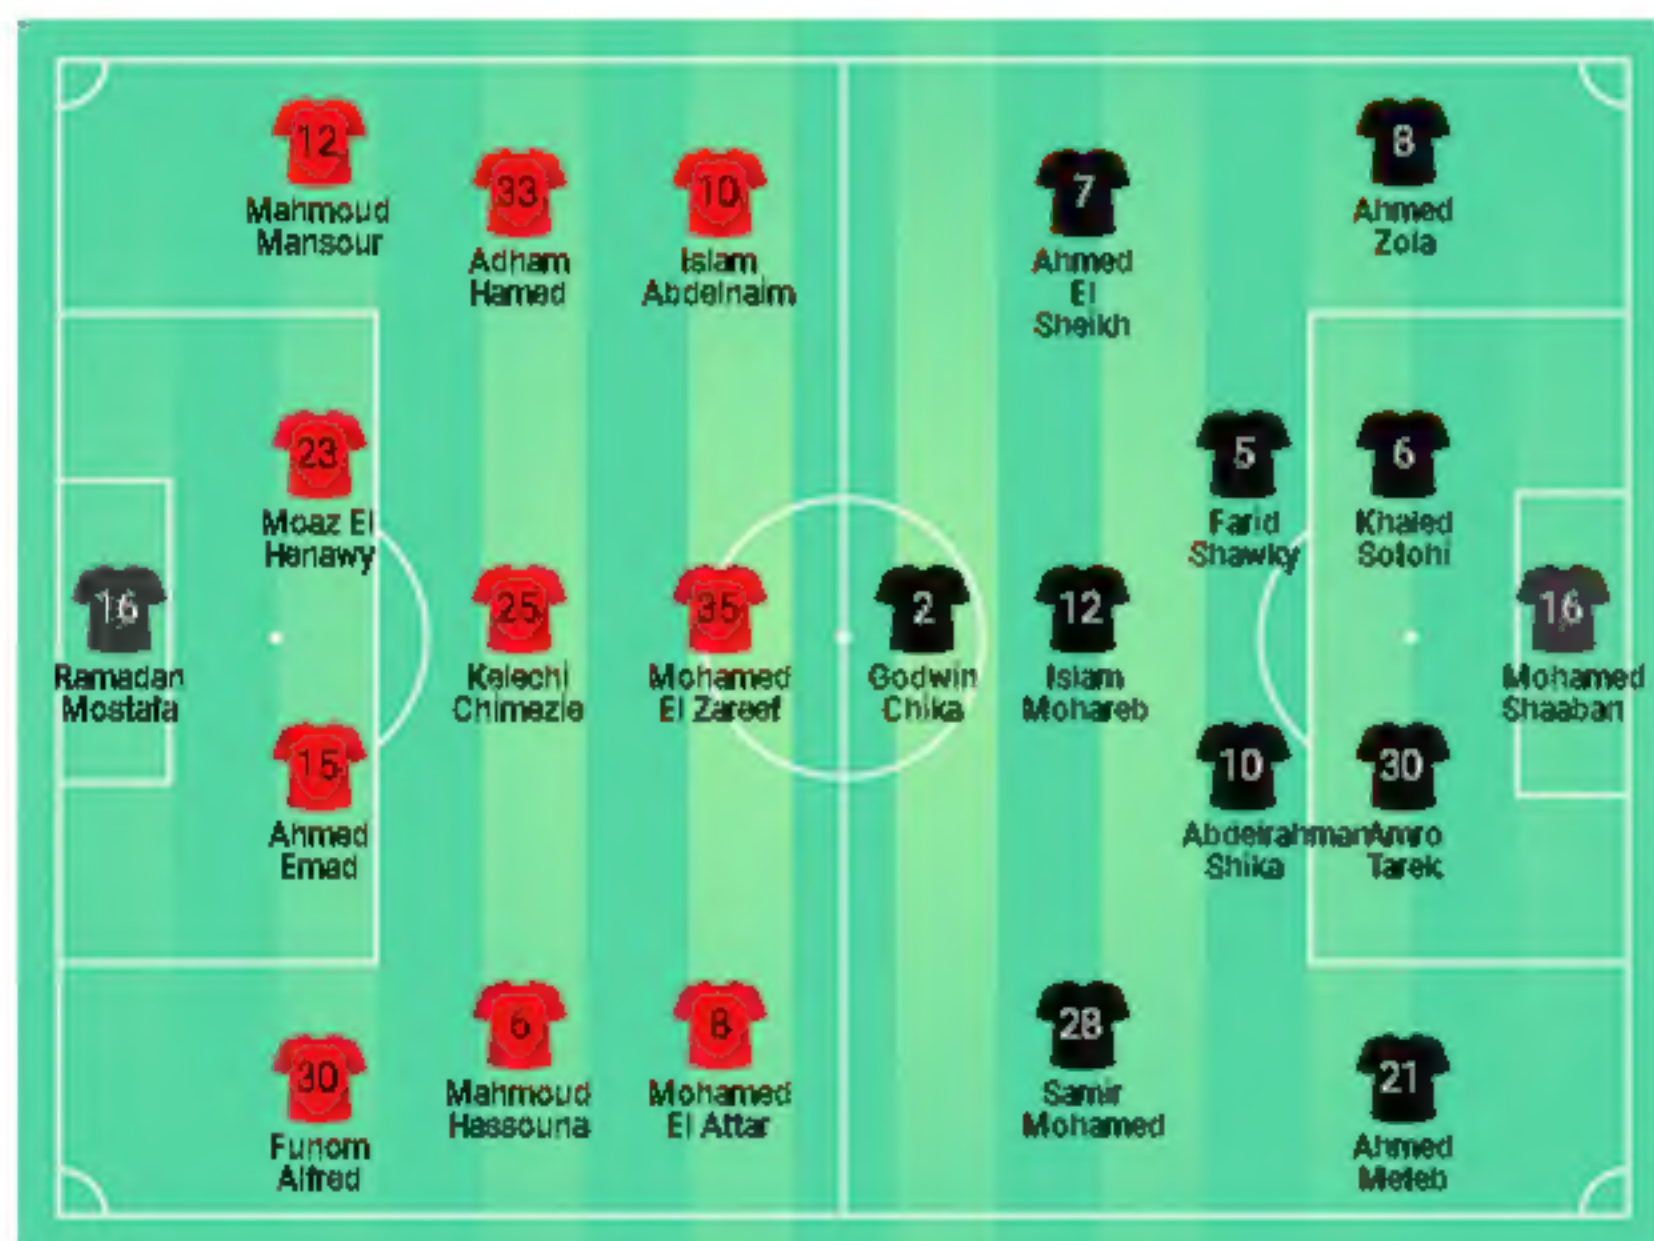 12
Mahmoud
Mansour
33
Adham
Hamed
10
Islam
Abdelnaim
23
Moaz El
Henawy
16
Ramadan
Mostafa
25
Kelechi
Chimezie
35
Mohamed
El Zareef
15
Ahmed
Emad
30
Funom
Alfred
6
Mahmoud
Hassouna
8
Mohamed
El Attar
7
Ahmed
El
Sheikh
8
Ahmed
Zola
5
Farid
Shawky
6
Khaled
Sotohi
2
Godwin
Chika
12
Islam
Mohareb
16
Mohamed
Shaaban
10
Abdelrahman
Shika
30
Amro
Tarek
28
Samir
Mohamed
21
Ahmed
Meteb